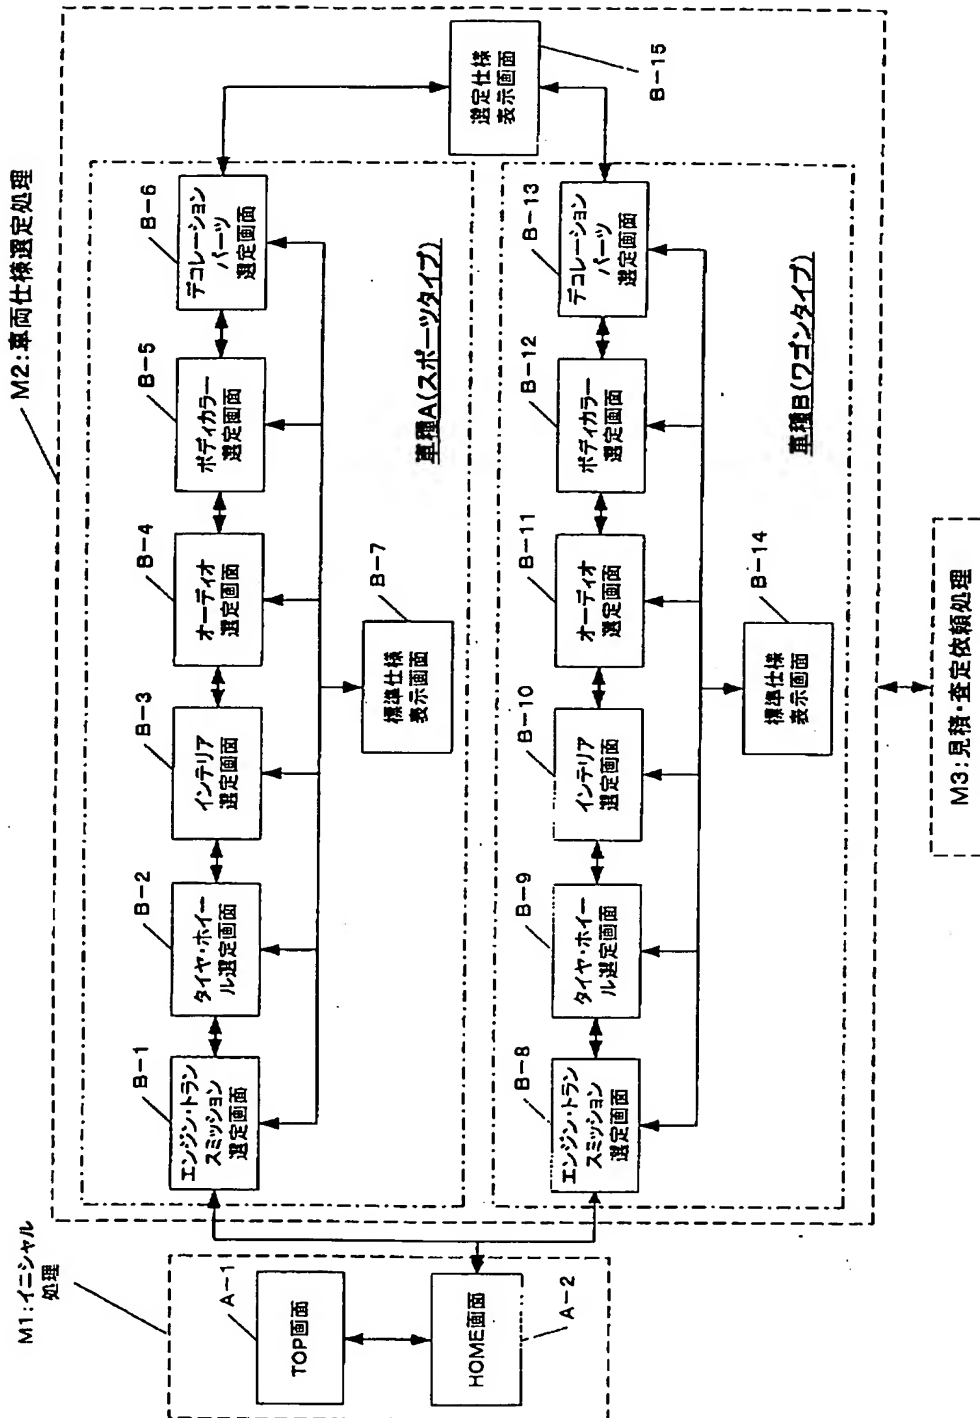 M1:イニシャル
処理
A-1
TOP画面
HOME画面
A-2
M2:車両仕様選定処理
B-1
エンジン・トラン
スミッション
選定画面
B-2
タイヤ・ホイー
ル選定画面
B-3
インテリア
選定画面
B-4
オーディオ
選定画面
B-5
ボディカラー
選定画面
B-6
デコレーション
パーツ
選定画面
B-7
標準仕様
表示画面
車種A(スポーツタイプ)
B-8
エンジン・トラン
スミッション
選定画面
B-9
タイヤ・ホイー
ル選定画面
B-10
インテリア
選定画面
B-11
オーディオ
選定画面
B-12
ボディカラー
選定画面
B-13
デコレーション
パーツ
選定画面
B-14
標準仕様
表示画面
車種B(ワゴンタイプ)
選定仕様
表示画面
B-15
M3:見積・査定依頼処理